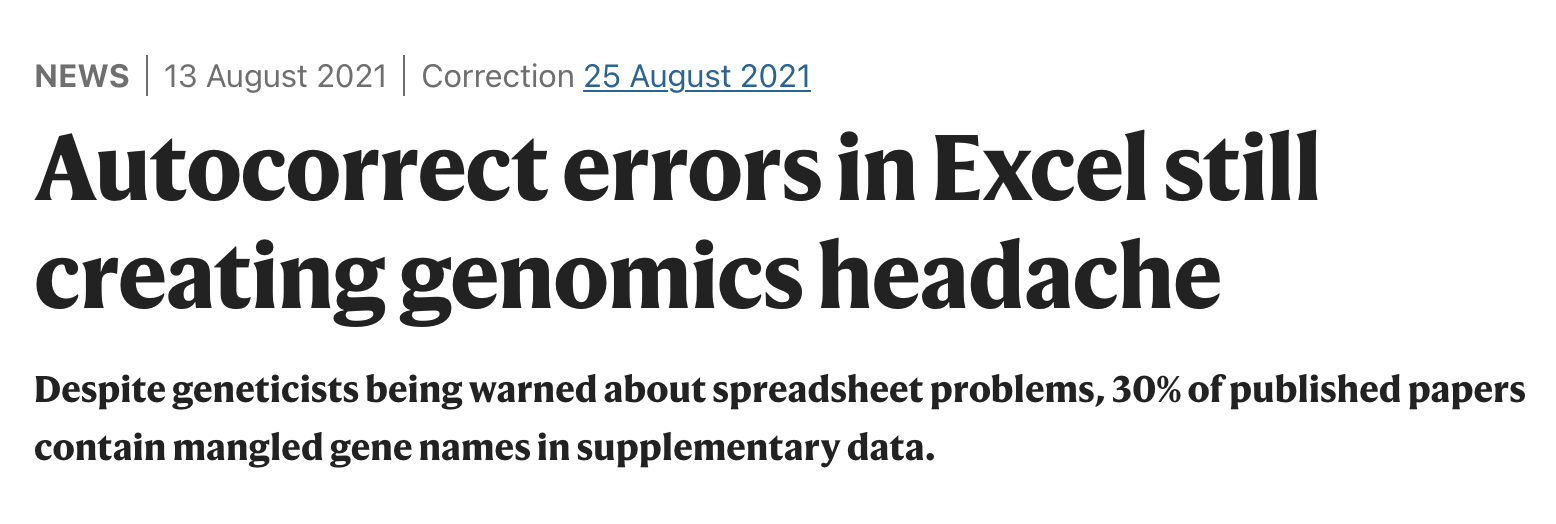 NEWS | 13 August 2021 | Correction 25 August 2021
Autocorrect errors in Excel still
creating genomics headache
Despite geneticists being warned about spreadsheet problems, 30% of published papers
contain mangled gene names in supplementary data.